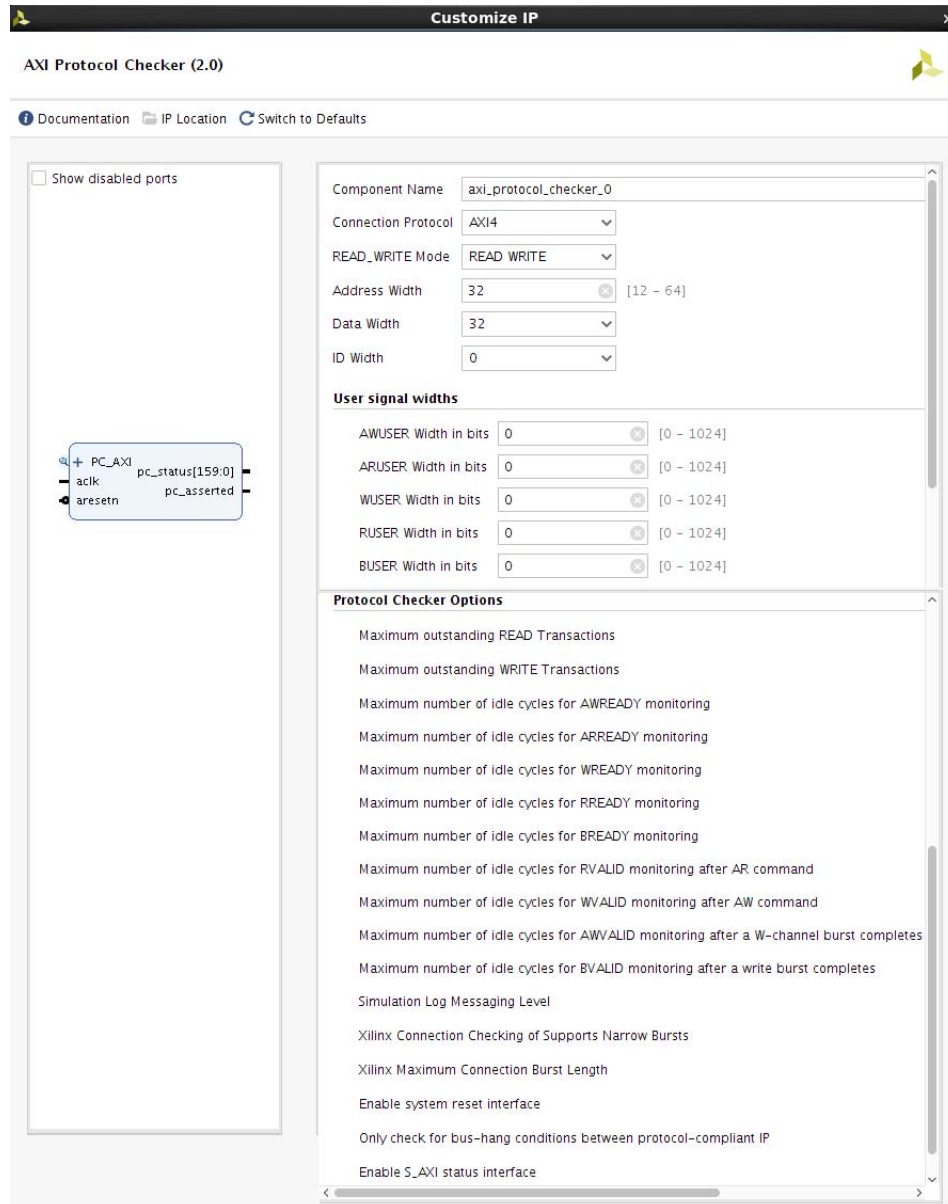 Customize IP
AXI Protocol Checker (2.0)
Documentation IP Location Switch to Defaults
Show disabled ports
PC_AXI
aclk
aresetn
pc_status[159:0]
pc_asserted
Component Name axi_protocol_checker_0
Connection Protocol AXI4
READ_WRITE Mode READ WRITE
Address Width 32 [12 - 64]
Data Width 32
ID Width 0
User signal widths
AWUSER Width in bits 0 [0 - 1024]
ARUSER Width in bits 0 [0 - 1024]
WUSER Width in bits 0 [0 - 1024]
RUSER Width in bits 0 [0 - 1024]
BUSER Width in bits 0 [0 - 1024]
Protocol Checker Options
Maximum outstanding READ Transactions
Maximum outstanding WRITE Transactions
Maximum number of idle cycles for AWREADY monitoring
Maximum number of idle cycles for ARREADY monitoring
Maximum number of idle cycles for WREADY monitoring
Maximum number of idle cycles for RREADY monitoring
Maximum number of idle cycles for BREADY monitoring
Maximum number of idle cycles for RVALID monitoring after AR command
Maximum number of idle cycles for WVALID monitoring after AW command
Maximum number of idle cycles for AWVALID monitoring after a W-channel burst completes
Maximum number of idle cycles for BVALID monitoring after a write burst completes
Simulation Log Messaging Level
Xilinx Connection Checking of Supports Narrow Bursts
Xilinx Maximum Connection Burst Length
Enable system reset interface
Only check for bus-hang conditions between protocol-compliant IP
Enable S_AXI status interface